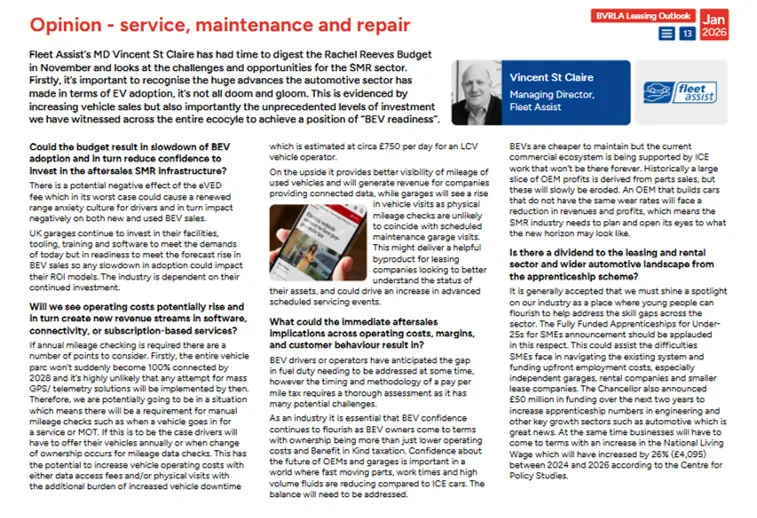 Opinion - service, maintenance and repair
BVRLA Leasing Outlook
13
Jan
2026
Fleet Assist's MD Vincent St Claire has had time to digest the Rachel Reeves Budget
in November and looks at the challenges and opportunities for the SMR sector.
Firstly, it's important to recognise the huge advances the automotive sector has
made in terms of EV adoption, it's not all doom and gloom. This is evidenced by
increasing vehicle sales but also importantly the unprecedented levels of investment
we have witnessed across the entire ecocyle to achieve a position of "BEV readiness".
Vincent St Claire
Managing Director,
Fleet Assist
fleet
assist
Could the budget result in slowdown of BEV
adoption and in turn reduce confidence to
invest in the aftersales SMR infrastructure?
There is a potential negative effect of the eVED
fee which in its worst case could cause a renewed
range anxiety culture for drivers and in turn impact
negatively on both new and used BEV sales.
UK garages continue to invest in their facilities,
tooling, training and software to meet the demands
of today but in readiness to meet the forecast rise in
BEV sales so any slowdown in adoption could impact
their ROI models. The industry is dependent on their
continued investment.
Will we see operating costs potentially rise and
in turn create new revenue streams in software,
connectivity, or subscription-based services?
If annual mileage checking is required there are a
number of points to consider. Firstly, the entire vehicle
parc won't suddenly become 100% connected by
2028 and it's highly unlikely that any attempt for mass
GPS/ telemetry solutions will be implemented by then.
Therefore, we are potentially going to be in a situation
which means there will be a requirement for manual
mileage checks such as when a vehicle goes in for
a service or MOT. If this is to be the case drivers will
have to offer their vehicles annually or when change
of ownership occurs for mileage data checks. This has
the potential to increase vehicle operating costs with
either data access fees and/or physical visits with
the additional burden of increased vehicle downtime
which is estimated at circa £750 per day for an LCV
vehicle operator.
On the upside it provides better visibility of mileage of
used vehicles and will generate revenue for companies
providing connected data, while garages will see a rise
in vehicle visits as physical
mileage checks are unlikely
to coincide with scheduled
maintenance garage visits.
This might deliver a helpful
byproduct for leasing
companies looking to better
understand the status of
their assets, and could drive an increase in advanced
scheduled servicing events.
What could the immediate aftersales
implications across operating costs, margins,
and customer behaviour result in?
BEV drivers or operators have anticipated the gap
in fuel duty needing to be addressed at some time,
however the timing and methodology of a pay per
mile tax requires a thorough assessment as it has
many potential challenges.
As an industry it is essential that BEV confidence
continues to flourish as BEV owners come to terms
with ownership being more than just lower operating
costs and Benefit in Kind taxation. Confidence about
the future of OEMs and garages is important in a
world where fast moving parts, work times and high
volume fluids are reducing compared to ICE cars. The
balance will need to be addressed.
BEVs are cheaper to maintain but the current
commercial ecosystem is being supported by ICE
work that won't be there forever. Historically a large
slice of OEM profits is derived from parts sales, but
these will slowly be eroded. An OEM that builds cars
that do not have the same wear rates will face a
reduction in revenues and profits, which means the
SMR industry needs to plan and open its eyes to what
the new horizon may look like.
Is there a dividend to the leasing and rental
sector and wider automotive landscape from
the apprenticeship scheme?
It is generally accepted that we must shine a spotlight
on our industry as a place where young people can
flourish to help address the skill gaps across the
sector. The Fully Funded Apprenticeships for Under-
25s for SMEs announcement should be applauded
in this respect. This could assist the difficulties
SMEs face in navigating the existing system and
funding upfront employment costs, especially
independent garages, rental companies and smaller
lease companies. The Chancellor also announced
£50 million in funding over the next two years to
increase apprenticeship numbers in engineering and
other key growth sectors such as automotive which is
great news. At the same time businesses will have to
come to terms with an increase in the National Living
Wage which will have increased by 26% (£4,095)
between 2024 and 2026 according to the Centre for
Policy Studies.